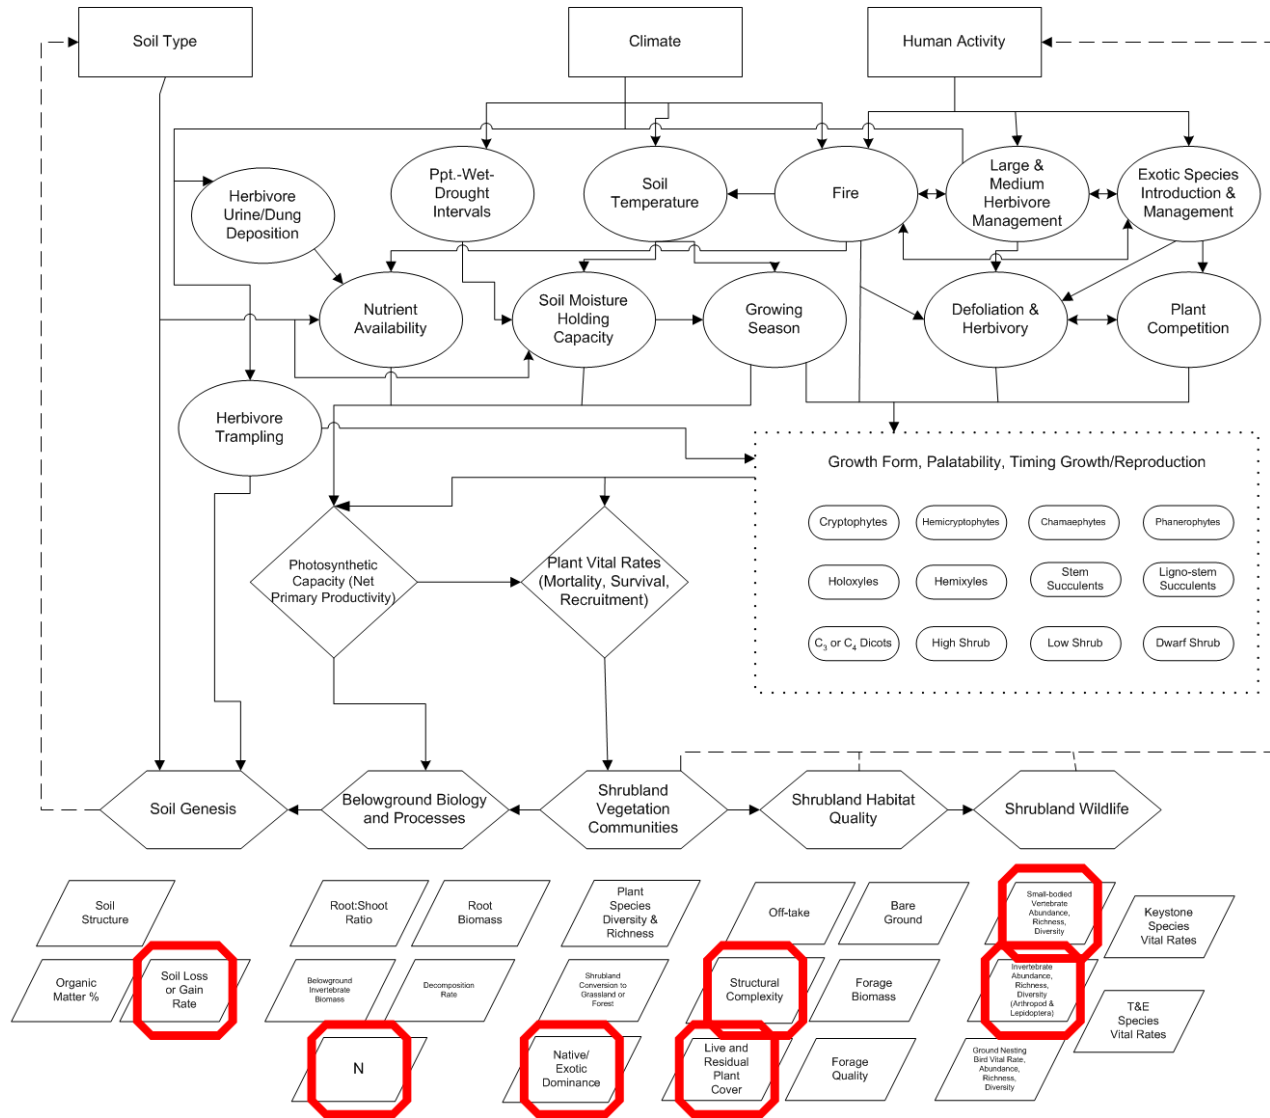 Soil Type
Climate
Human Activity
Herbivore
Urine/Dung
Deposition
Ppt.-Wet-
Drought
Intervals
Soil
Temperature
Fire
Large &
Medium
Herbivore
Management
Exotic Species
Introduction &
Management
Nutrient
Availability
Soil Moisture
Holding
Capacity
Growing
Season
Defoliation &
Herbivory
Plant
Competition
Herbivore
Trampling
Growth Form, Palatability, Timing Growth/Reproduction
Cryptophytes
Hemicryptophytes
Chamaephytes
Phanerophytes
Holoxyles
Hemixyles
Stem
Succulents
Ligno-stem
Succulents
C3 or C4 Dicots
High Shrub
Low Shrub
Dwarf Shrub
Photosynthetic
Capacity (Net
Primary Productivity)
Plant Vital Rates
(Mortality, Survival,
Recruitment)
Soil Genesis
Belowground Biology
and Processes
Shrubland
Vegetation
Communities
Shrubland Habitat
Quality
Shrubland Wildlife
Soil
Structure
Root:Shoot
Ratio
Root
Biomass
Plant
Species
Diversity &
Richness
Off-take
Bare
Ground
Small-bodied
Vertebrate
Abundance,
Richness,
Diversity
Keystone
Species
Vital Rates
Organic
Matter %
Soil Loss
or Gain
Rate
Belowground
Invertebrate
Biomass
Decomposition
Rate
Shrubland
Conversion to
Grassland or
Forest
Structural
Complexity
Forage
Biomass
Invertebrate
Abundance,
Richness,
Diversity
(Arthropod &
Lepidoptera)
T&E
Species
Vital Rates
N
Native/
Exotic
Dominance
Live and
Residual
Plant
Cover
Forage
Quality
Ground Nesting
Bird Vital Rate,
Abundance,
Richness,
Diversity